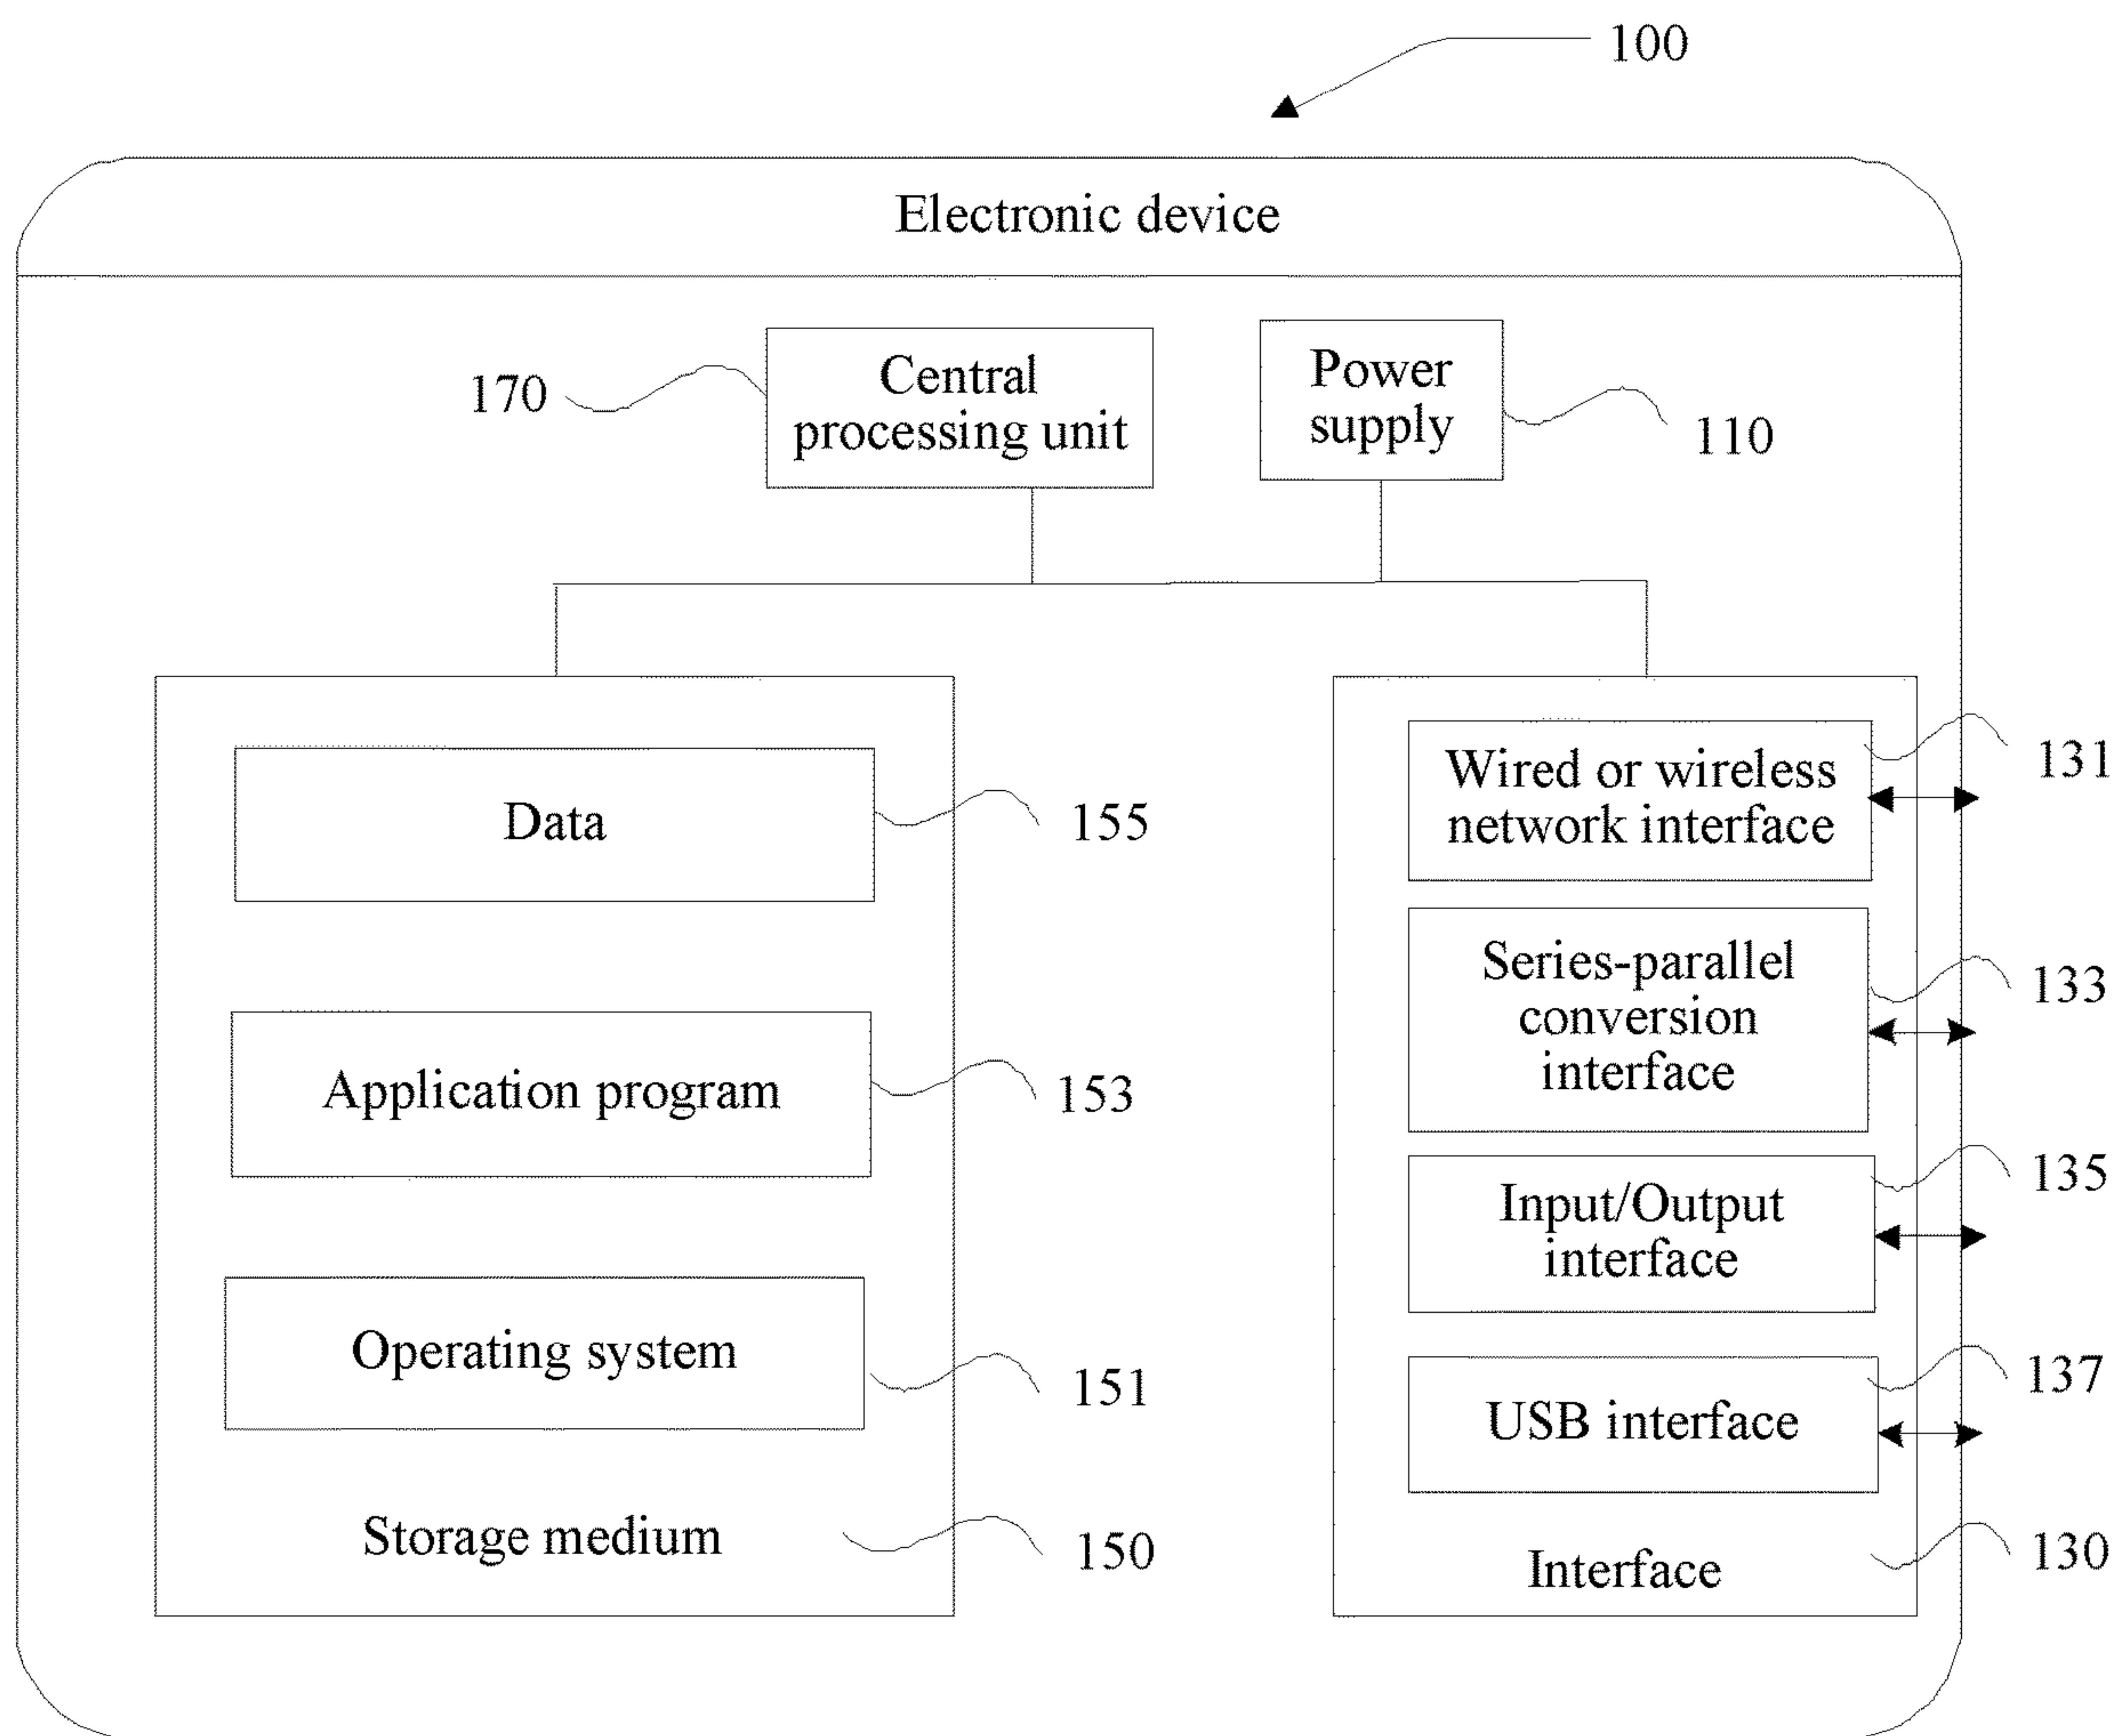 100
Electronic device
170
Central
processing unit
Power
supply
110
Data
155
Application program
153
Operating system
151
Storage medium
150
Wired or wireless
network interface
131
Series-parallel
conversion
interface
133
Input/Output
interface
135
USB interface
137
Interface
130